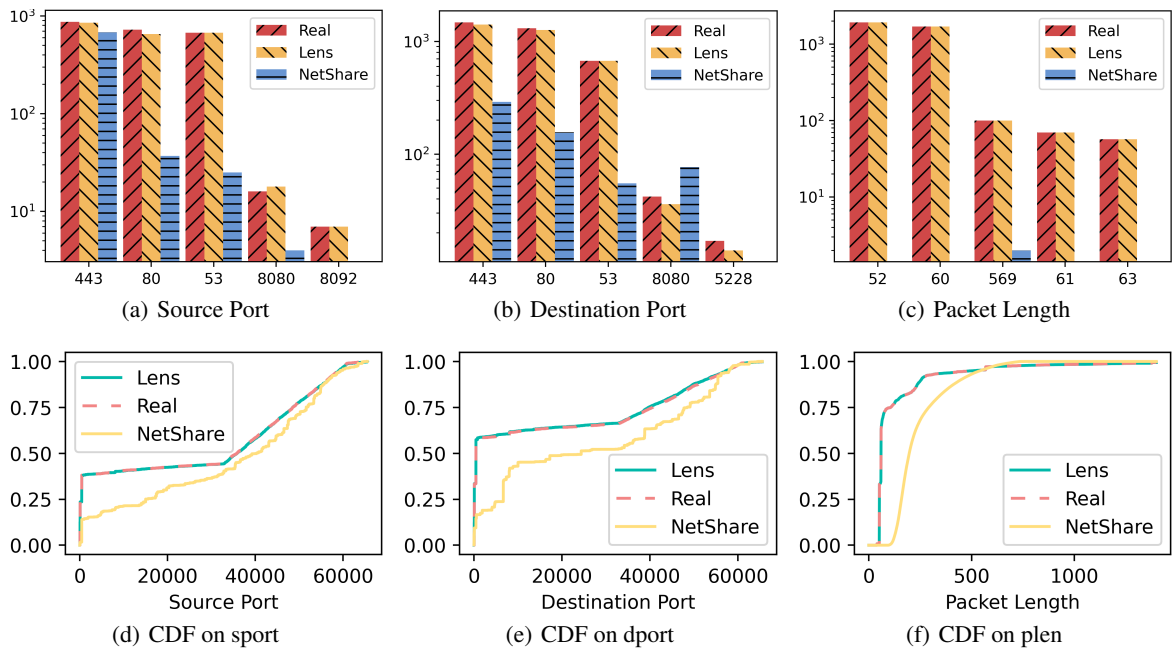 10³
10²
10¹
Real
Lens
NetShare
443 80 53 8080 8092
(a) Source Port
10³
10²
Real
Lens
NetShare
443 80 53 8080 5228
(b) Destination Port
10³
10²
10¹
Real
Lens
NetShare
52 60 569 61 63
(c) Packet Length
1.00
0.75
0.50
0.25
0.00
Lens
Real
NetShare
0 20000 40000 60000
Source Port
(d) CDF on sport
1.00
0.75
0.50
0.25
0.00
Lens
Real
NetShare
0 20000 40000 60000
Destination Port
(e) CDF on dport
1.00
0.75
0.50
0.25
0.00
Lens
Real
NetShare
0 500 1000
Packet Length
(f) CDF on plen